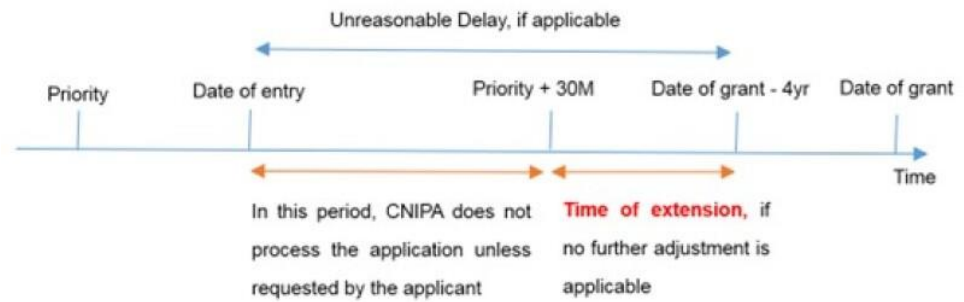 Unreasonable Delay, if applicable
Priority
Date of entry
Priority + 30M
Date of grant - 4yr
Date of grant
Time
In this period, CNIPA does not
process the application unless
requested by the applicant
Time of extension, if
no further adjustment is
applicable